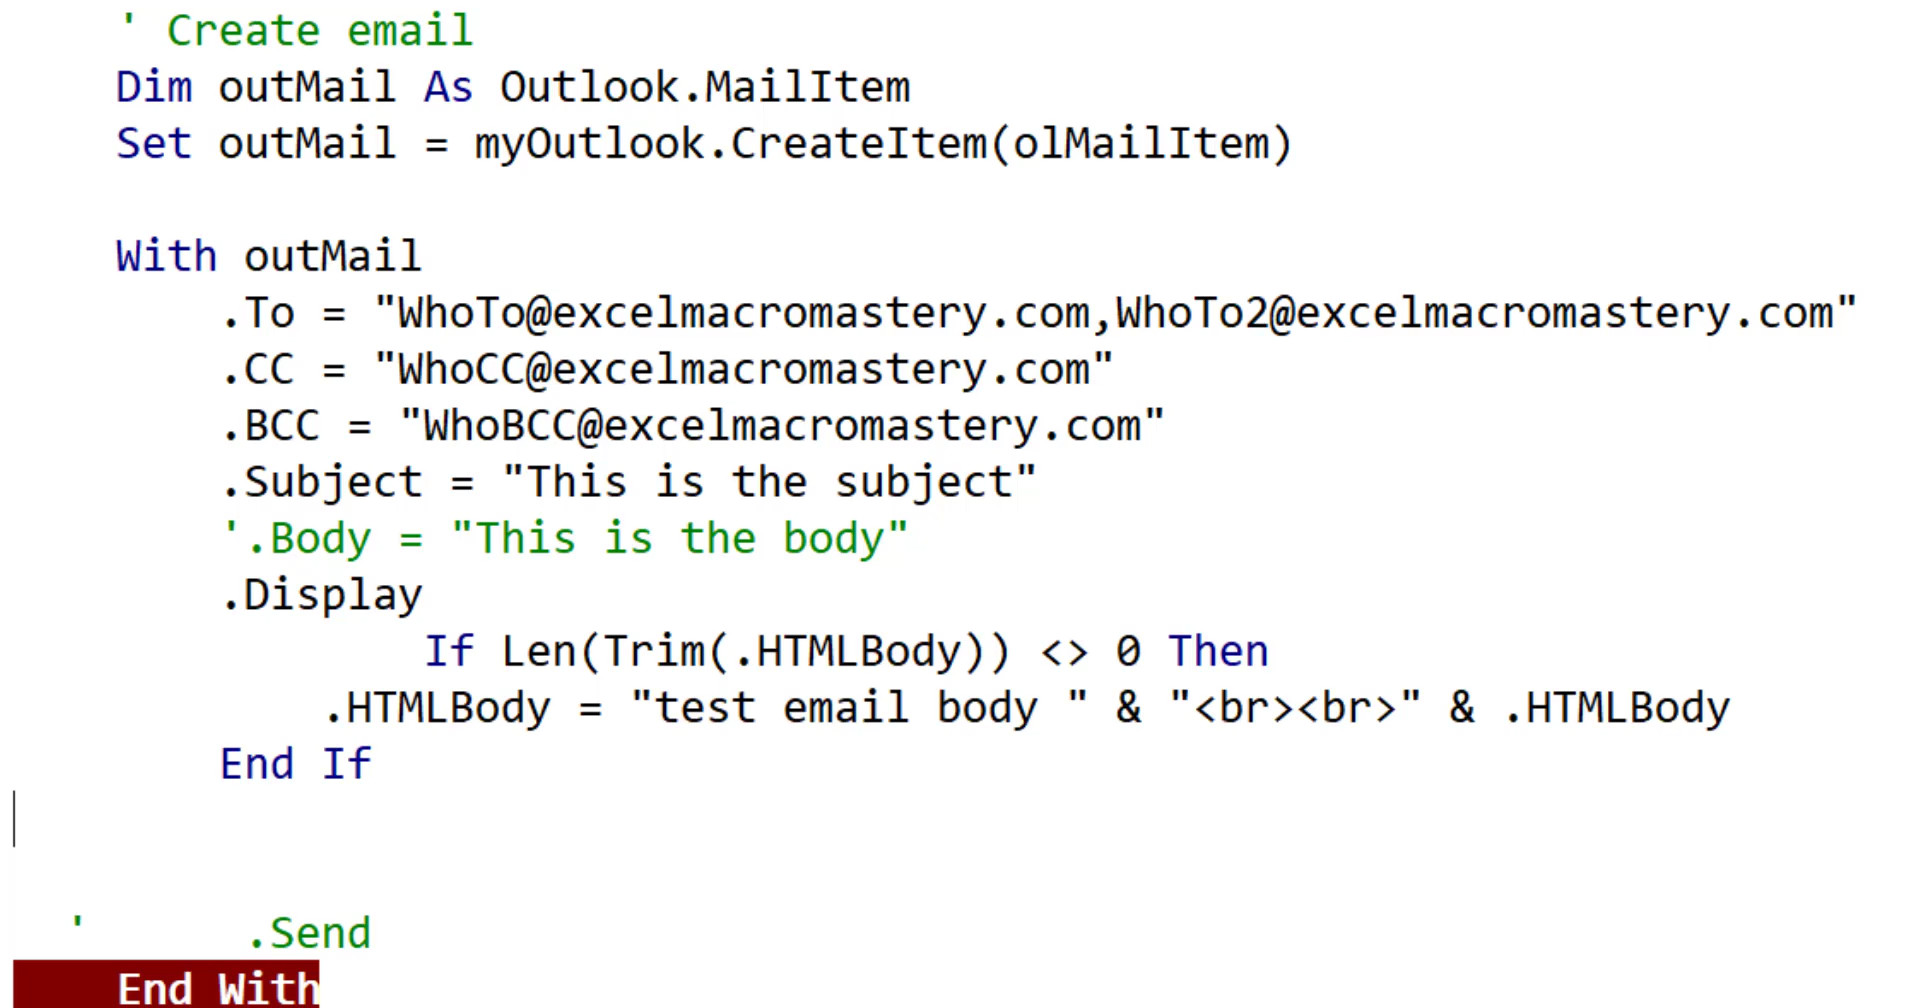 ' Create email
Dim outMail As Outlook.MailItem
Set outMail = myOutlook.CreateItem(olMailItem)
With outMail
.To = "WhoTo@excelmacromastery.com,WhoTo2@excelmacromastery.com"
.CC = "WhoCC@excelmacromastery.com"
.BCC = "WhoBCC@excelmacromastery.com"
.Subject = "This is the subject"
'.Body = "This is the body"
.Display
If Len(Trim(.HTMLBody)) <> 0 Then
.HTMLBody = "test email body " & "<br><br>" & .HTMLBody
End If
' .Send
End With